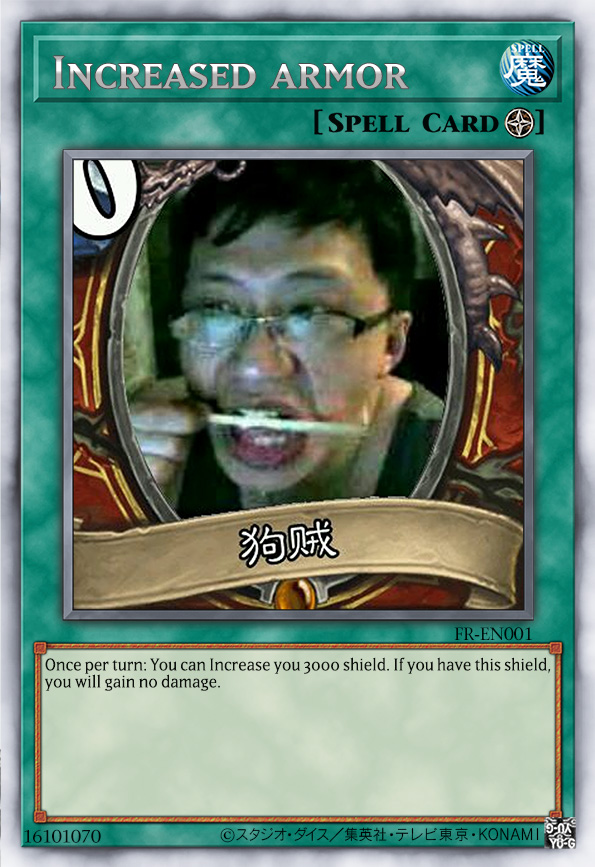 Increased armor
SPELL
魔
[Spell Card]
0
狗贼
FR-EN001
Once per turn: You can Increase you 3000 shield. If you have this shield,
you will gain no damage.
16101070
©スタジオ・ダイス／集英社・テレビ東京・KONAMI